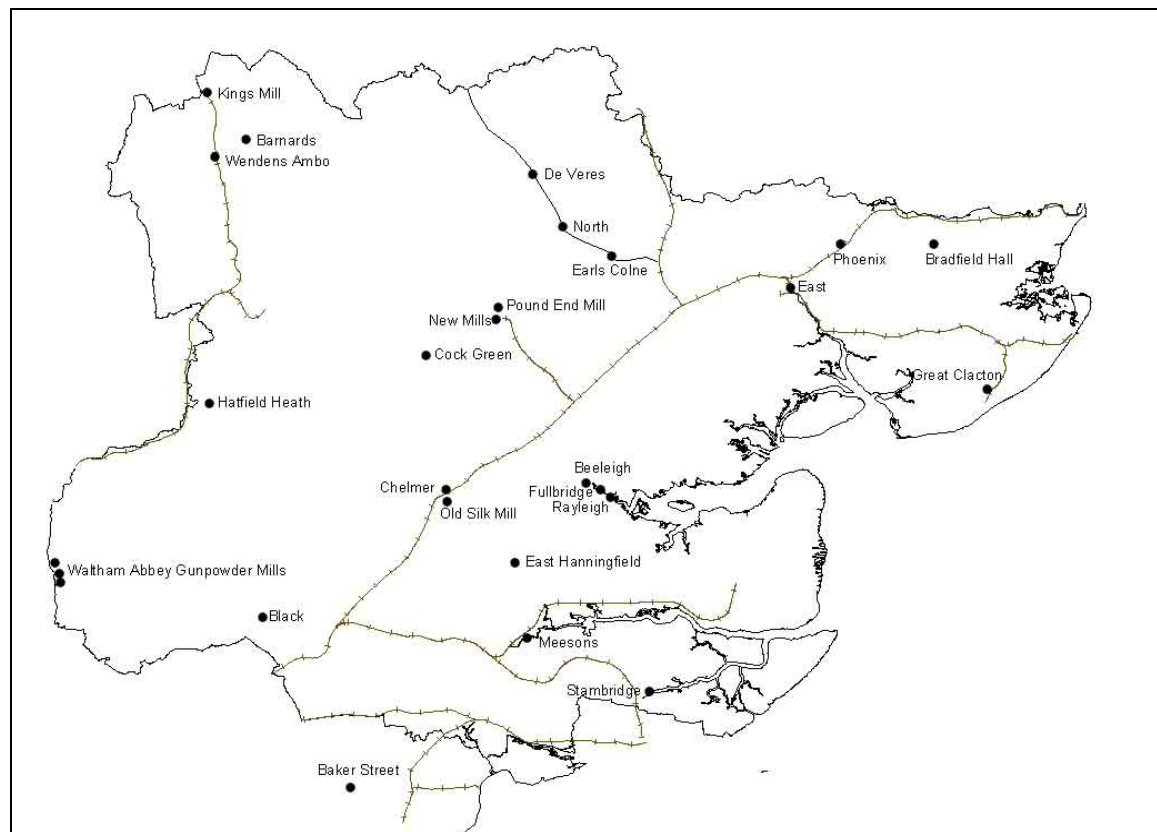 Kings Mill
Barnards
Wendens Ambo
De Veres
North
Earls Colne
Phoenix
Bradfield Hall
East
Pound End Mill
New Mills
Cock Green
Great Clacton
Hatfield Heath
Beeleigh
Chelmer
Fullbridge
Rayleigh
Old Silk Mill
East Hanningfield
Waltham Abbey Gunpowder Mills
Black
Meesons
Stambridge
Baker Street